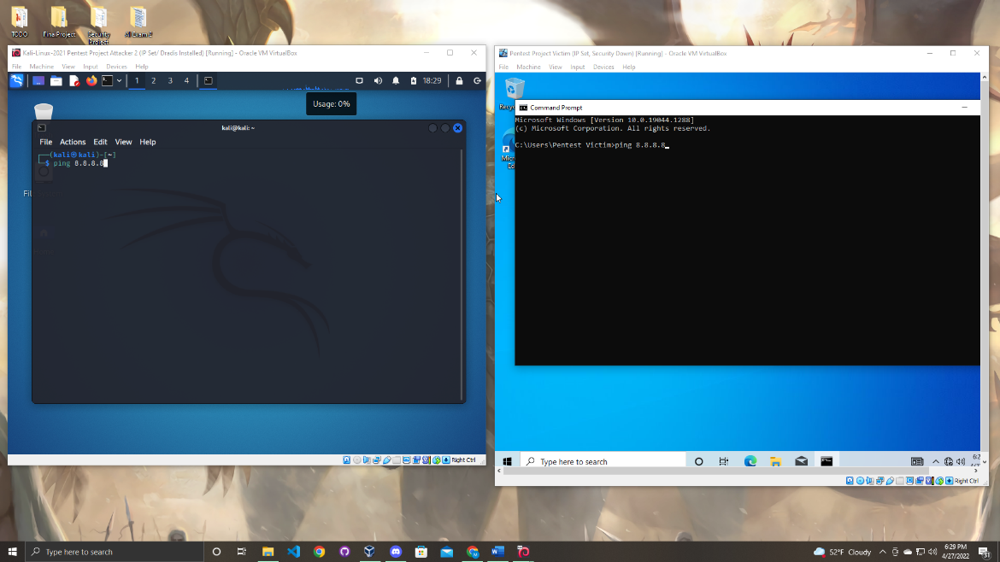 TODO
Final Project
Security Project
AI Exam 2
Kali-Linux-2021 Pentest Project Attacker 2 (IP Set/ Dradis Installed) [Running] - Oracle VM VirtualBox
File Machine View Input Devices Help
1 2 3 4
18:29
Usage: 0%
kali@kali: ~
File Actions Edit View Help
(kali㉿kali)-[~]
$ ping 8.8.8.8
Right Ctrl
Pentest Project Victim (IP Set, Security Down) [Running] - Oracle VM VirtualBox
File Machine View Input Devices Help
Command Prompt
Microsoft Windows [Version 10.0.19044.1288]
(c) Microsoft Corporation. All rights reserved.
C:\Users\Pentest Victim>ping 8.8.8.8
Type here to search
Right Ctrl
Type here to search
52°F Cloudy
6:29 PM
4/27/2022
31